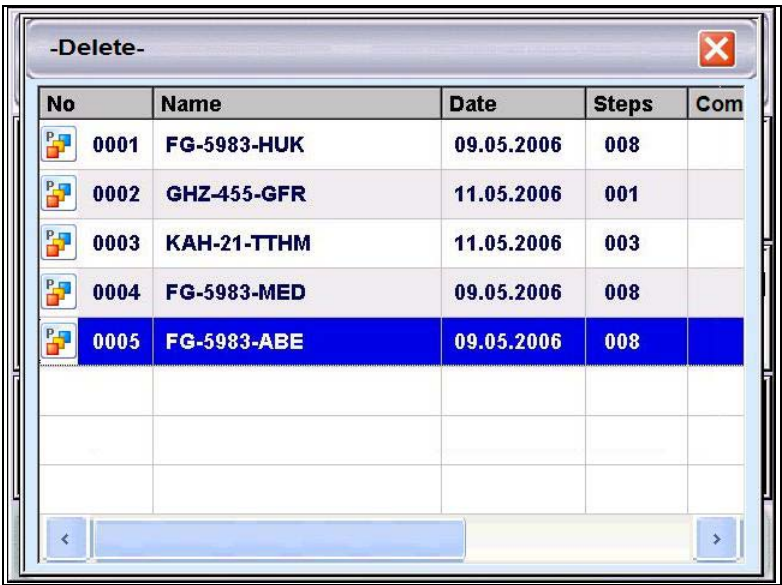 -Delete-
No Name Date Steps Com
P 0001 FG-5983-HUK 09.05.2006 008
P 0002 GHZ-455-GFR 11.05.2006 001
P 0003 KAH-21-TTHM 11.05.2006 003
P 0004 FG-5983-MED 09.05.2006 008
P 0005 FG-5983-ABE 09.05.2006 008